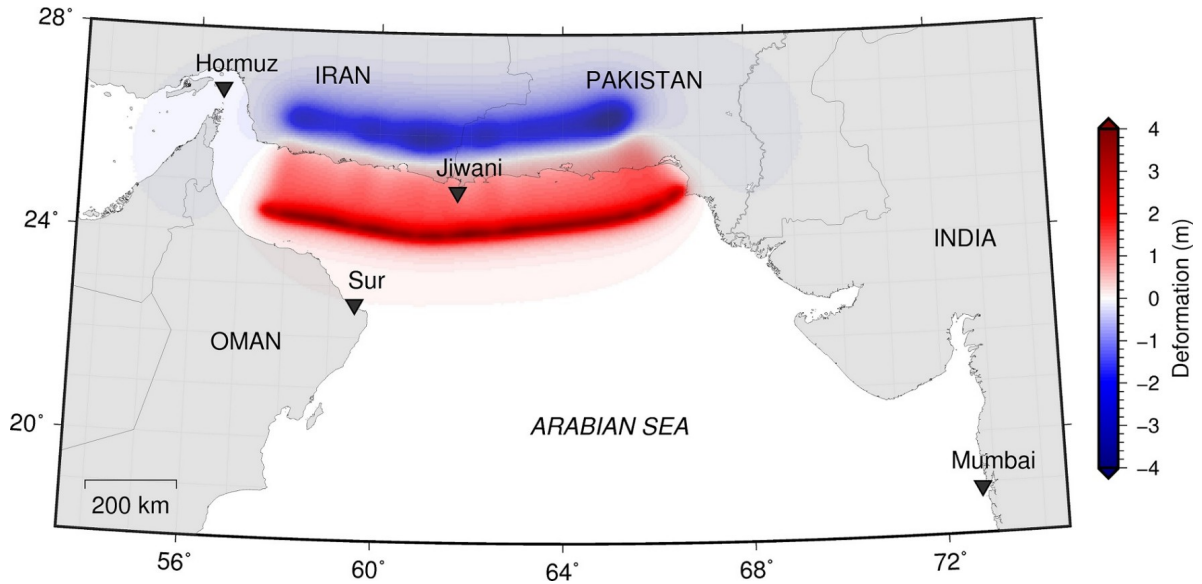 28°
Hormuz
IRAN
PAKISTAN
Jiwani
24°
INDIA
Sur
OMAN
20°
ARABIAN SEA
Mumbai
200 km
56°
60°
64°
68°
72°
4
3
2
1
0
−1
−2
−3
−4
Deformation (m)